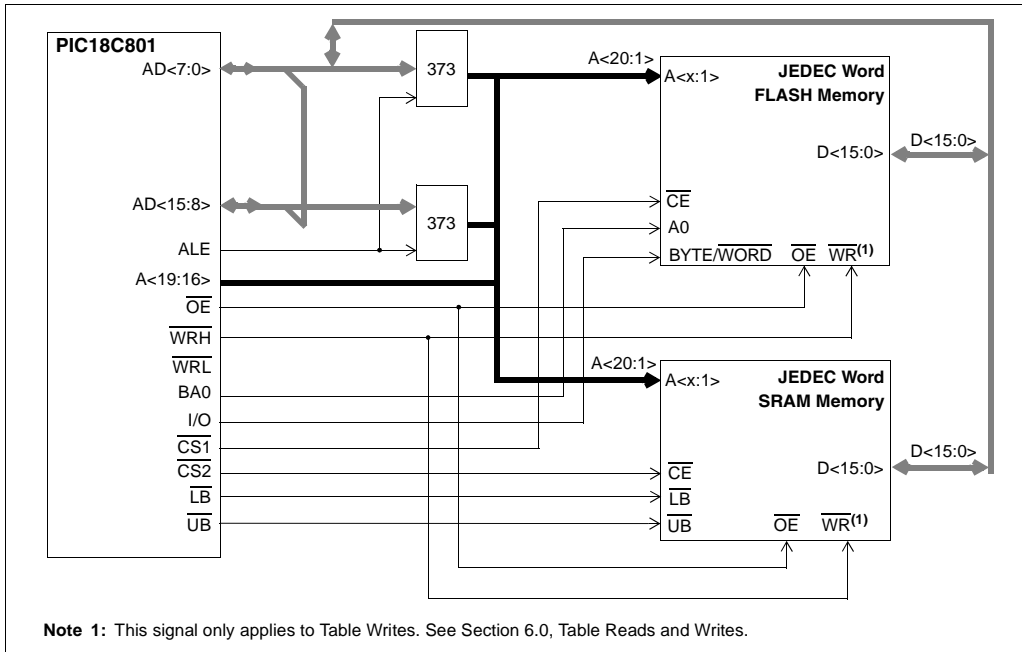 PIC18C801
AD<7:0>
AD<15:8>
ALE
A<19:16>
OE
WRH
WRL
BA0
I/O
CS1
CS2
LB
UB
373
373
A<20:1>
A<x:1>
JEDEC Word
FLASH Memory
D<15:0>
D<15:0>
CE
A0
BYTE/WORD
OE
WR(1)
A<20:1>
A<x:1>
JEDEC Word
SRAM Memory
D<15:0>
D<15:0>
CE
LB
UB
OE
WR(1)
Note 1: This signal only applies to Table Writes. See Section 6.0, Table Reads and Writes.